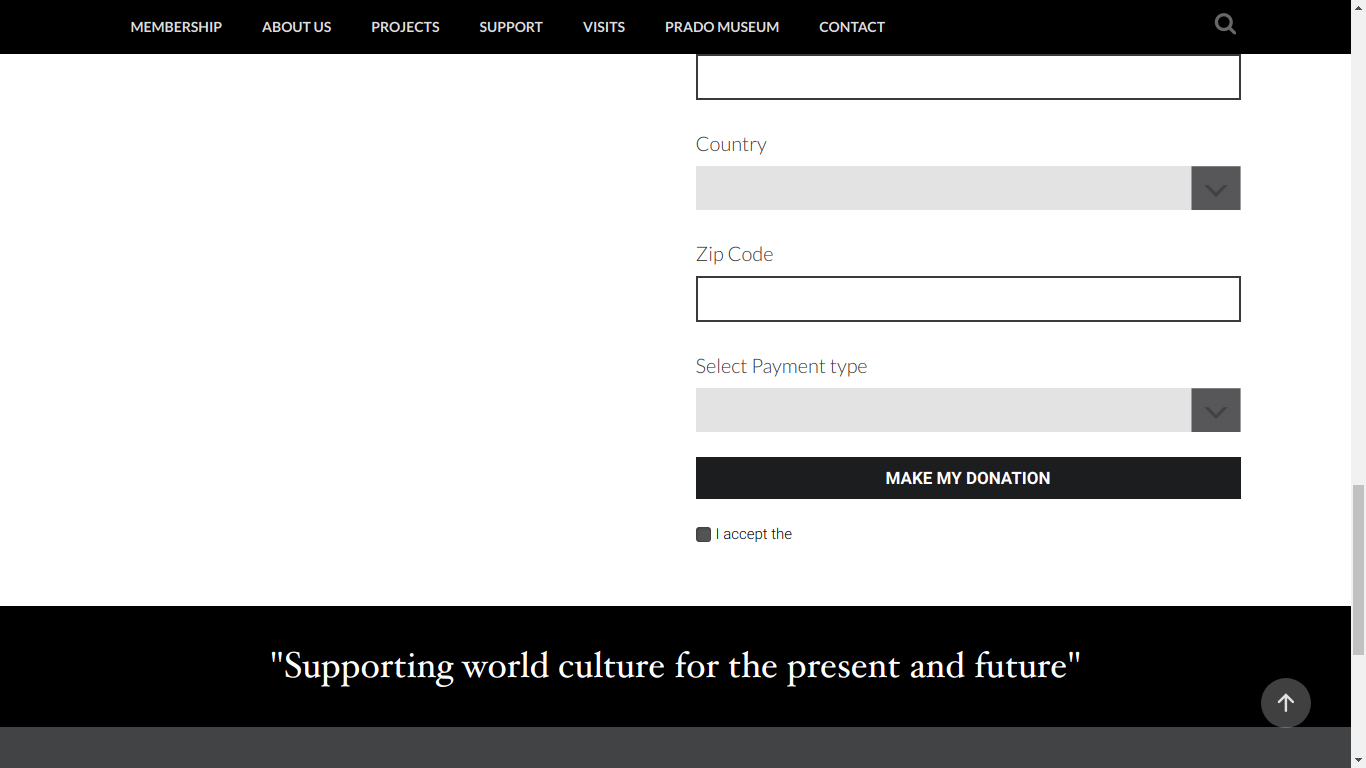 MEMBERSHIP ABOUT US PROJECTS SUPPORT VISITS PRADO MUSEUM CONTACT
Country
Zip Code
Select Payment type
MAKE MY DONATION
I accept the
"Supporting world culture for the present and future"